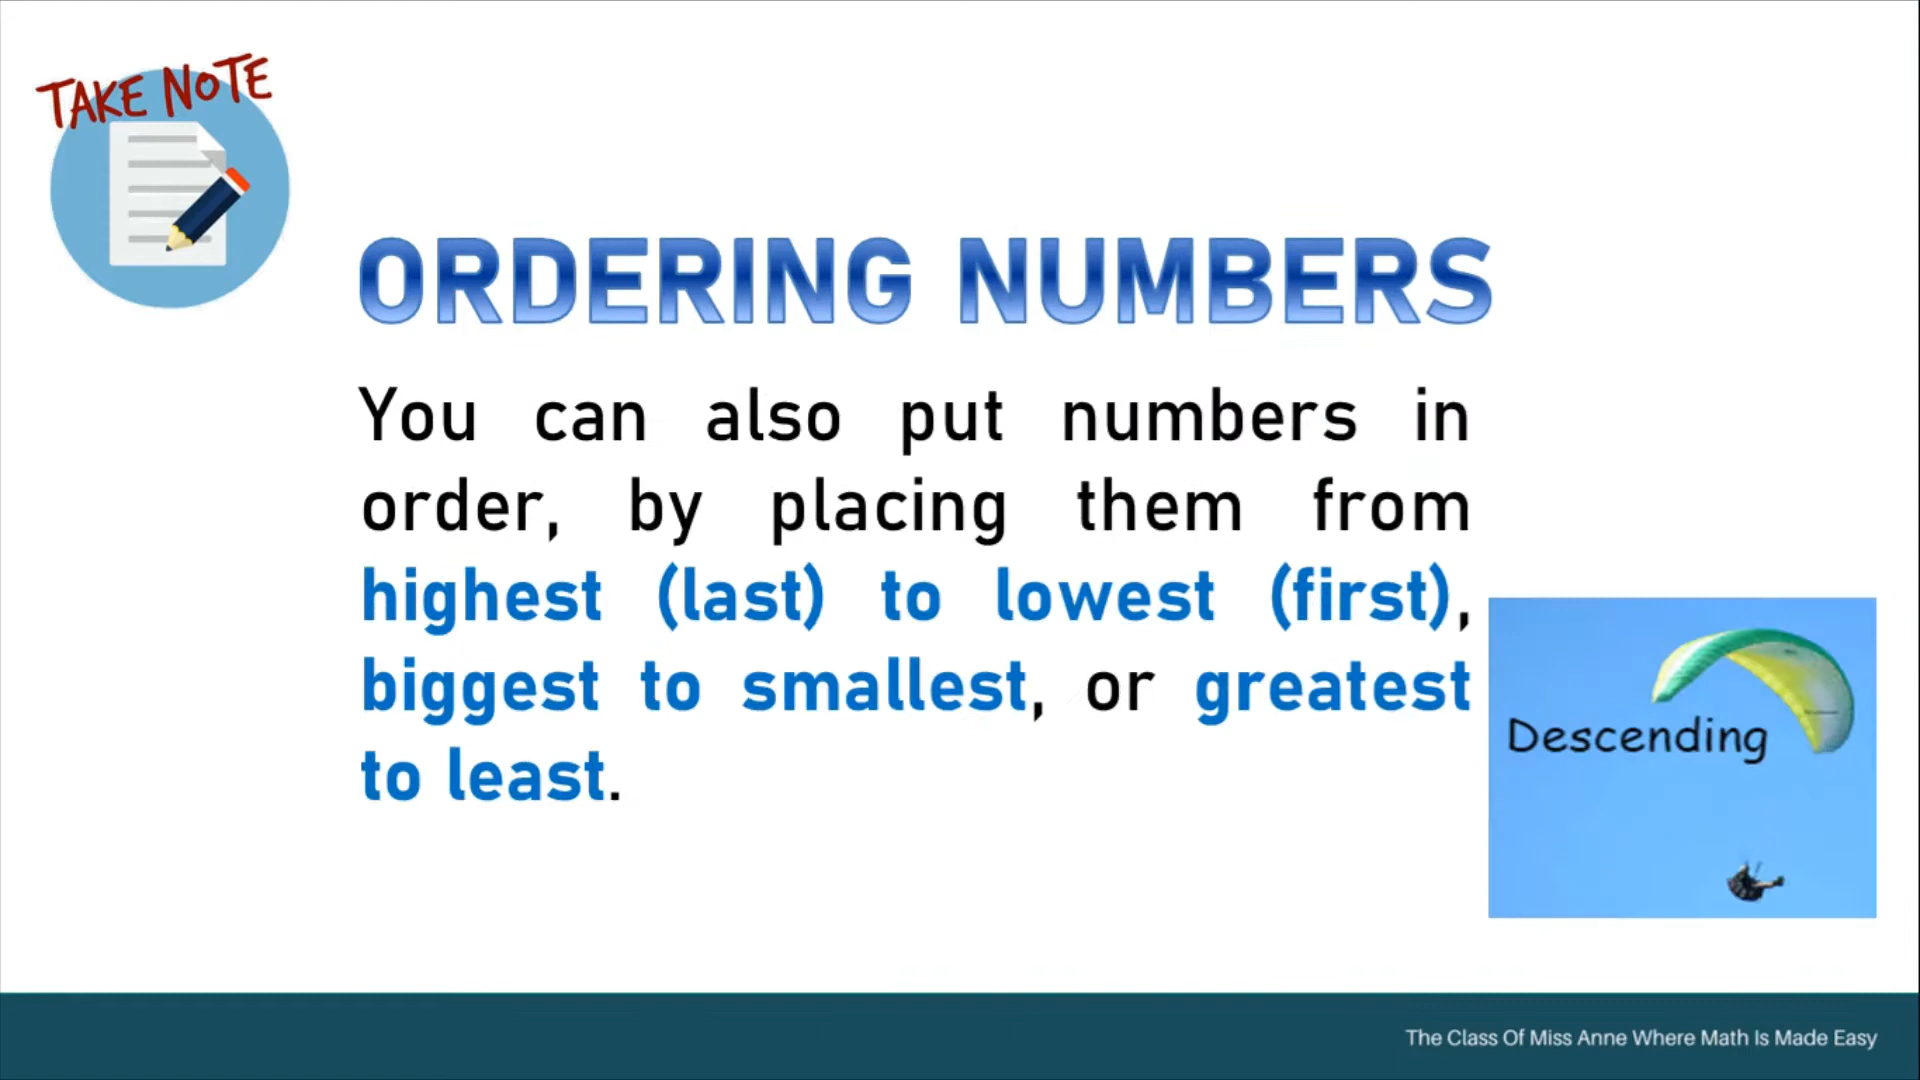 TAKE NOTE
ORDERING NUMBERS
You can also put numbers in
order, by placing them from
highest (last) to lowest (first),
biggest to smallest, or greatest
to least.
Descending
The Class Of Miss Anne Where Math Is Made Easy